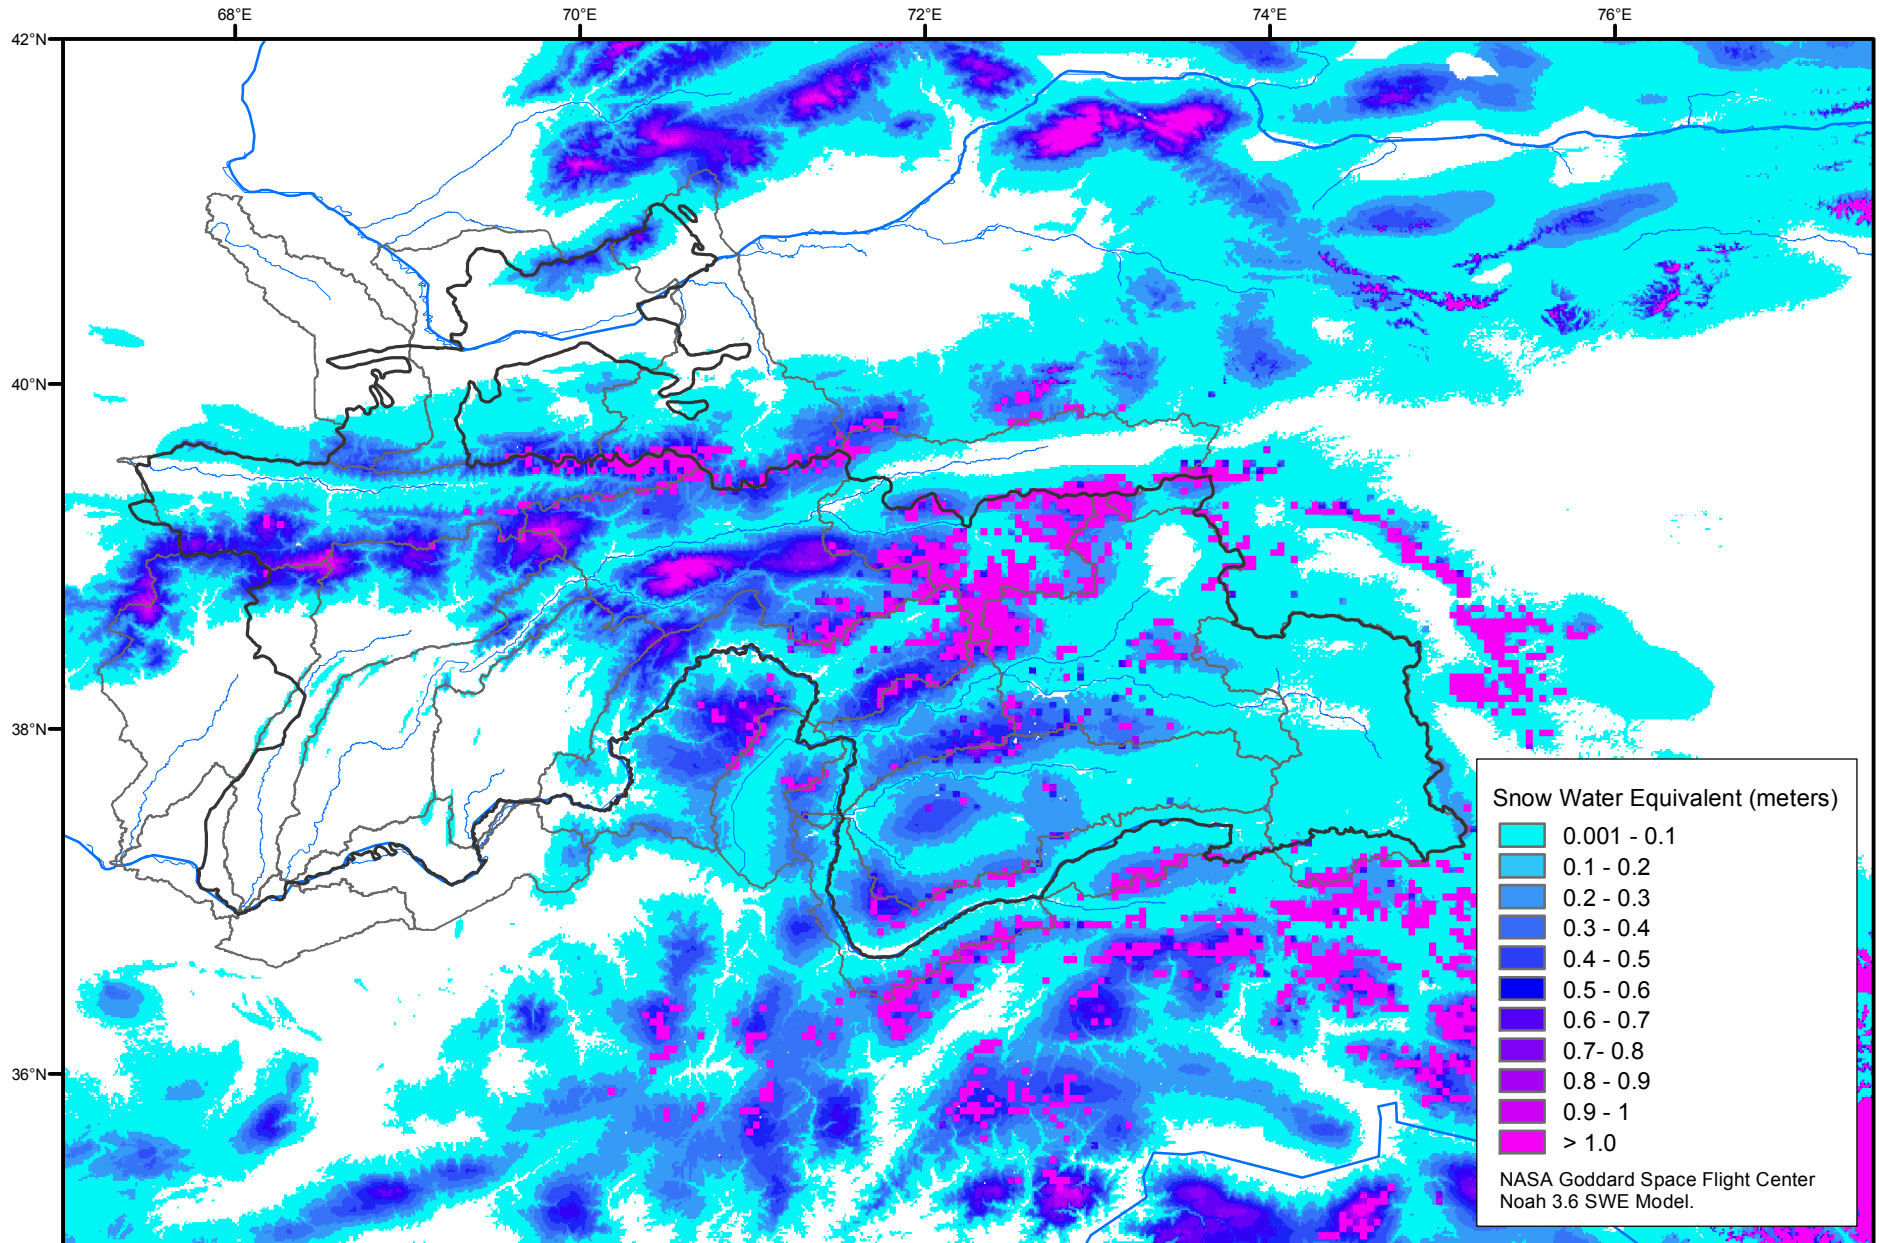 68°E 70°E 72°E 74°E 76°E
42°N
40°N
38°N
36°N
Snow Water Equivalent (meters)
0.001 - 0.1
0.1 - 0.2
0.2 - 0.3
0.3 - 0.4
0.4 - 0.5
0.5 - 0.6
0.6 - 0.7
0.7- 0.8
0.8 - 0.9
0.9 - 1
> 1.0
NASA Goddard Space Flight Center
Noah 3.6 SWE Model.